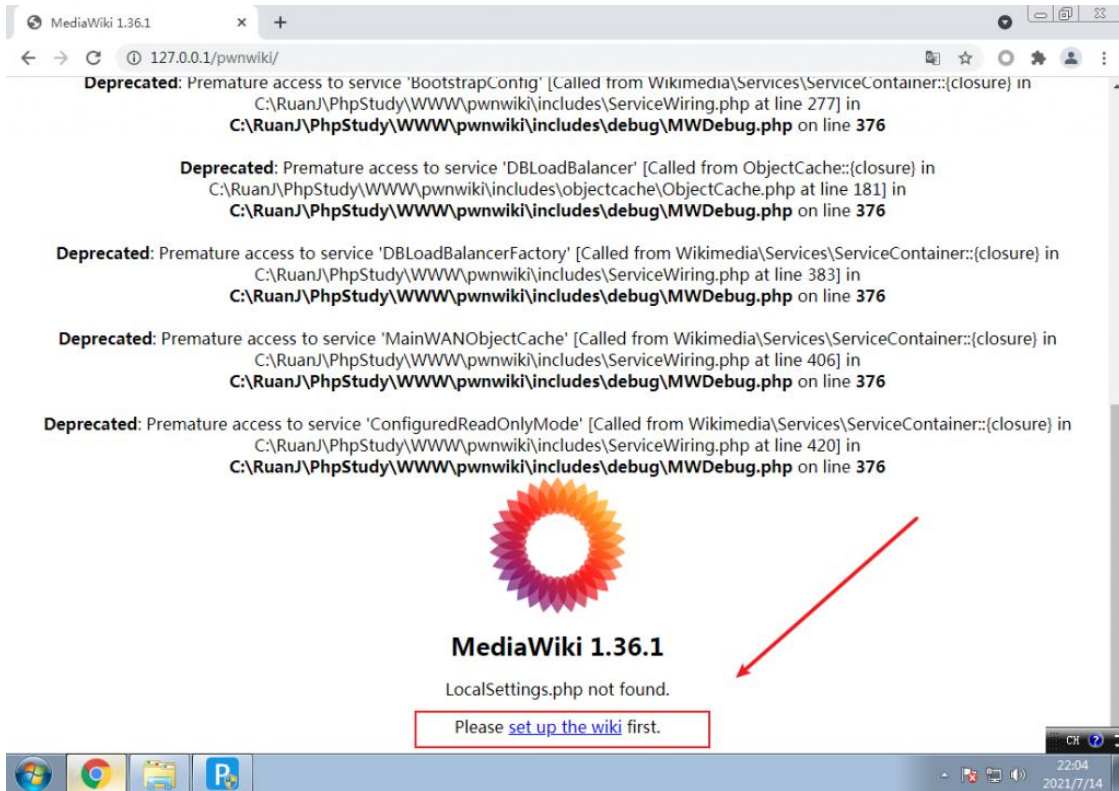 MediaWiki 1.36.1
127.0.0.1/pwnwiki/
Deprecated: Premature access to service 'BootstrapConfig' [Called from Wikimedia\Services\ServiceContainer::{closure} in
C:\RuanJ\PhpStudy\WWW\pwnwiki\includes\ServiceWiring.php at line 277] in
C:\RuanJ\PhpStudy\WWW\pwnwiki\includes\debug\MWDebug.php on line 376
Deprecated: Premature access to service 'DBLoadBalancer' [Called from ObjectCache::{closure} in
C:\RuanJ\PhpStudy\WWW\pwnwiki\includes\objectcache\ObjectCache.php at line 181] in
C:\RuanJ\PhpStudy\WWW\pwnwiki\includes\debug\MWDebug.php on line 376
Deprecated: Premature access to service 'DBLoadBalancerFactory' [Called from Wikimedia\Services\ServiceContainer::{closure} in
C:\RuanJ\PhpStudy\WWW\pwnwiki\includes\ServiceWiring.php at line 383] in
C:\RuanJ\PhpStudy\WWW\pwnwiki\includes\debug\MWDebug.php on line 376
Deprecated: Premature access to service 'MainWANObjectCache' [Called from Wikimedia\Services\ServiceContainer::{closure} in
C:\RuanJ\PhpStudy\WWW\pwnwiki\includes\ServiceWiring.php at line 406] in
C:\RuanJ\PhpStudy\WWW\pwnwiki\includes\debug\MWDebug.php on line 376
Deprecated: Premature access to service 'ConfiguredReadOnlyMode' [Called from Wikimedia\Services\ServiceContainer::{closure} in
C:\RuanJ\PhpStudy\WWW\pwnwiki\includes\ServiceWiring.php at line 420] in
C:\RuanJ\PhpStudy\WWW\pwnwiki\includes\debug\MWDebug.php on line 376
MediaWiki 1.36.1
LocalSettings.php not found.
Please set up the wiki first.
CH
22:04
2021/7/14